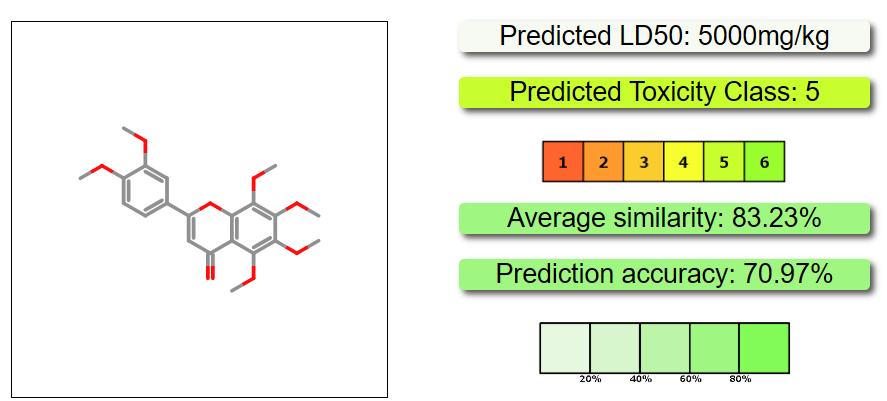 Predicted LD50: 5000mg/kg
Predicted Toxicity Class: 5
1 2 3 4 5 6
Average similarity: 83.23%
Prediction accuracy: 70.97%
20% 40% 60% 80%